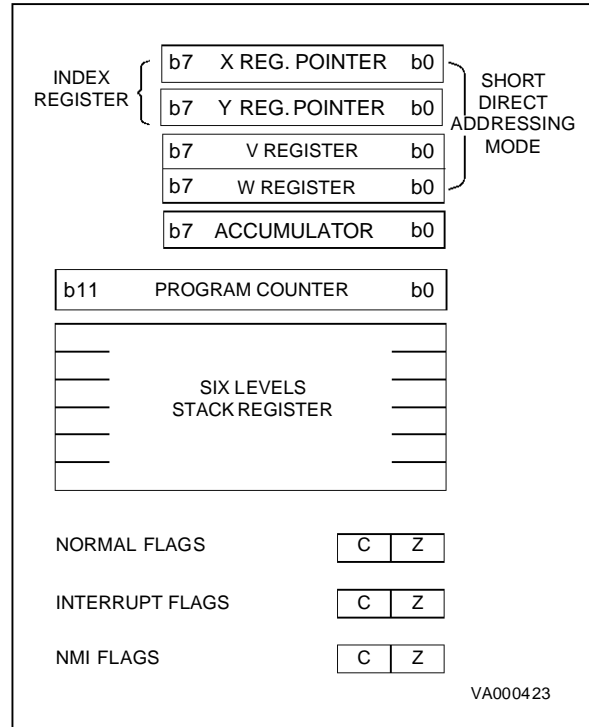 INDEX
REGISTER
b7 X REG. POINTER b0
b7 Y REG. POINTER b0
b7 V REGISTER b0
b7 W REGISTER b0
SHORT
DIRECT
ADDRESSING
MODE
b7 ACCUMULATOR b0
b11 PROGRAM COUNTER b0
SIX LEVELS
STACK REGISTER
NORMAL FLAGS C Z
INTERRUPT FLAGS C Z
NMI FLAGS C Z
VA000423